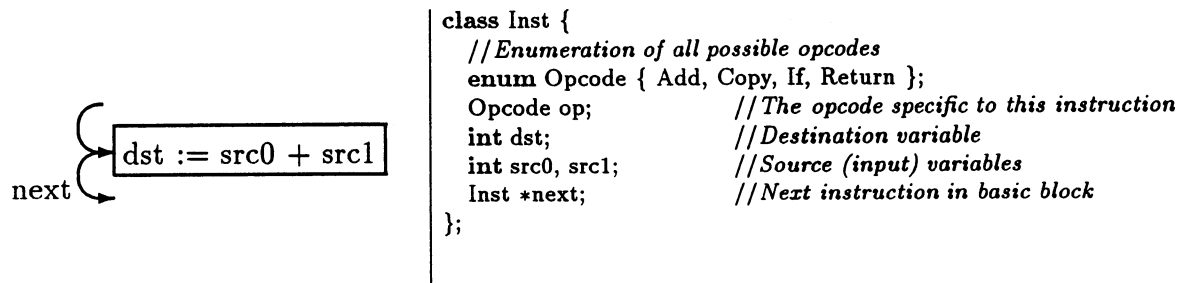 dst := src0 + src1
next
class Inst {
//Enumeration of all possible opcodes
enum Opcode { Add, Copy, If, Return };
Opcode op; //The opcode specific to this instruction
int dst; //Destination variable
int src0, src1; //Source (input) variables
Inst *next; //Next instruction in basic block
};